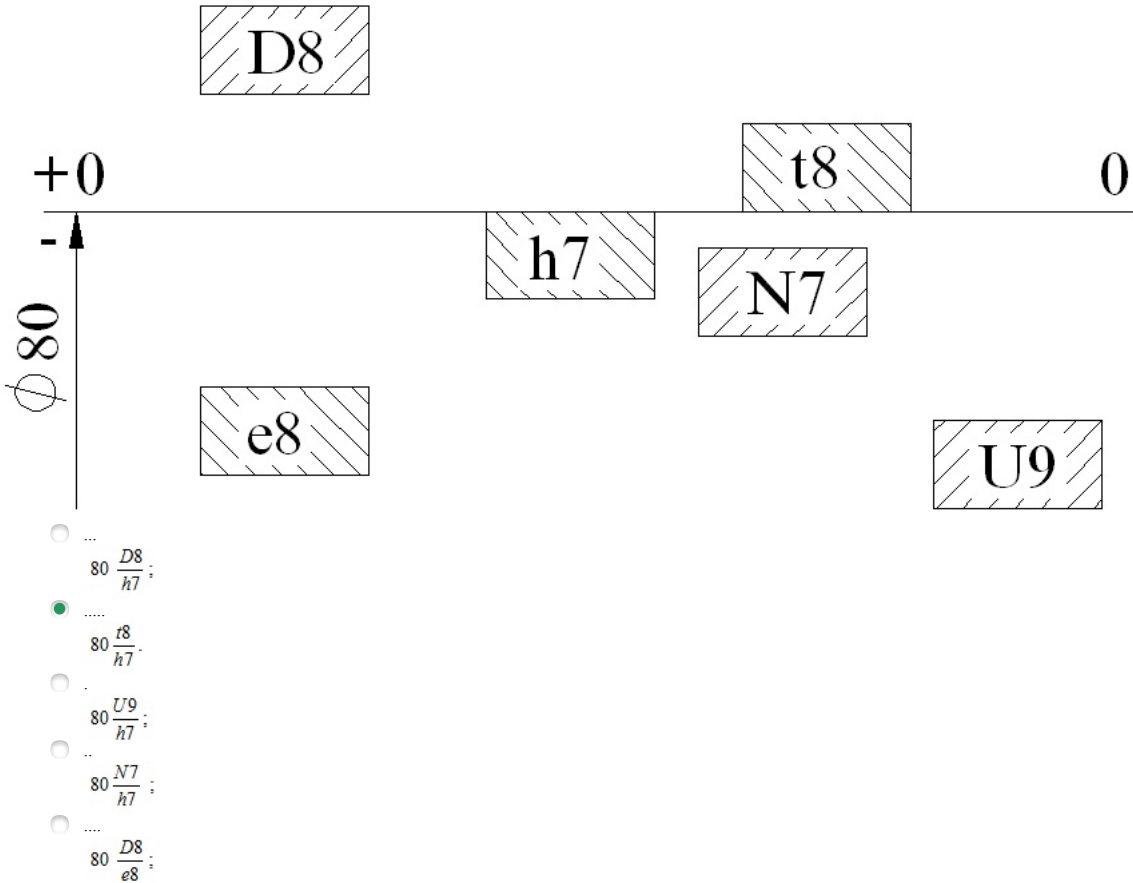 D8
t8
+0
0
-
h7
N7
⌀80
e8
U9
...
80 D8/h7 ;
.....
80 t8/h7 .
.
80 U9/h7 ;
..
80 N7/h7 ;
....
80 D8/e8 ;